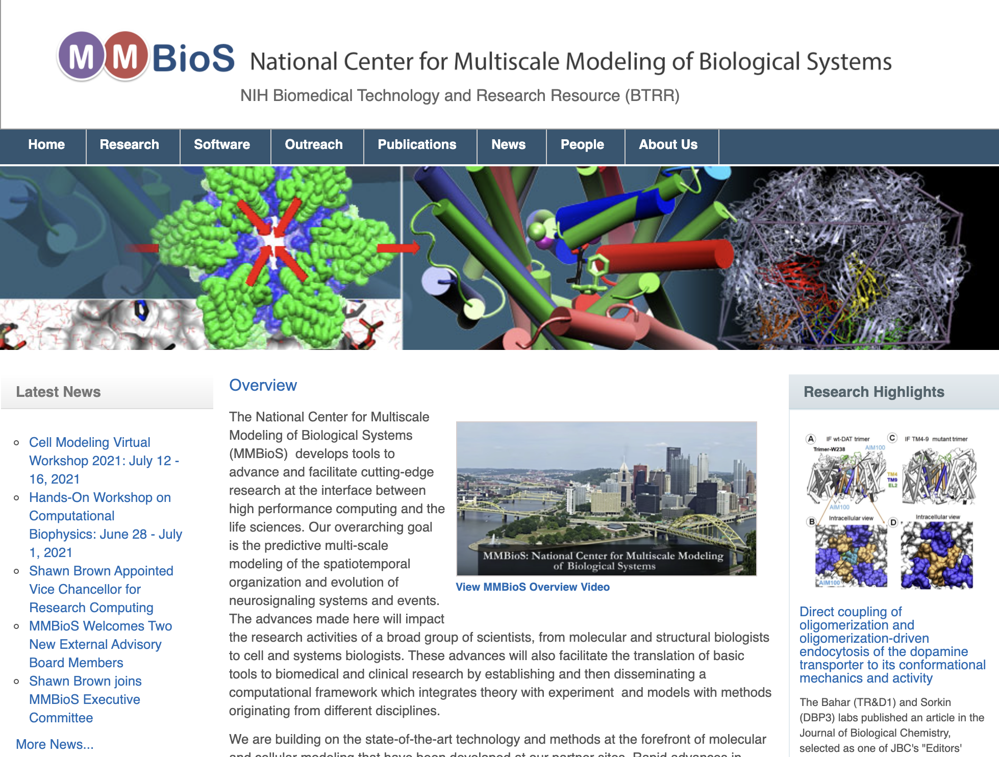 MMBioS National Center for Multiscale Modeling of Biological Systems
NIH Biomedical Technology and Research Resource (BTRR)
Home Research Software Outreach Publications News People About Us
Latest News
Cell Modeling Virtual
Workshop 2021: July 12 -
16, 2021
Hands-On Workshop on
Computational
Biophysics: June 28 - July
1, 2021
Shawn Brown Appointed
Vice Chancellor for
Research Computing
MMBioS Welcomes Two
New External Advisory
Board Members
Shawn Brown joins
MMBioS Executive
Committee
More News...
Overview
The National Center for Multiscale
Modeling of Biological Systems
(MMBioS) develops tools to
advance and facilitate cutting-edge
research at the interface between
high performance computing and the
life sciences. Our overarching goal
is the predictive multi-scale
modeling of the spatiotemporal
organization and evolution of
neurosignaling systems and events.
The advances made here will impact
the research activities of a broad group of scientists, from molecular and structural biologists
to cell and systems biologists. These advances will also facilitate the translation of basic
tools to biomedical and clinical research by establishing and then disseminating a
computational framework which integrates theory with experiment and models with methods
originating from different disciplines.
We are building on the state-of-the-art technology and methods at the forefront of molecular
and cellular modeling that have been developed at our partner sites. Rapid advances in
MMBioS: National Center for Multiscale Modeling
of Biological Systems
View MMBioS Overview Video
Research Highlights
A IF wt-DAT trimer C IF TM4-9 mutant trimer
Trimer-W238 AIM100
TM4
TM9
EL2
AIM100
B Intracellular view D Intracellular view
AIM100
Direct coupling of
oligomerization and
oligomerization-driven
endocytosis of the dopamine
transporter to its conformational
mechanics and activity
The Bahar (TR&D1) and Sorkin
(DBP3) labs published an article in the
Journal of Biological Chemistry,
selected as one of JBC's "Editors'